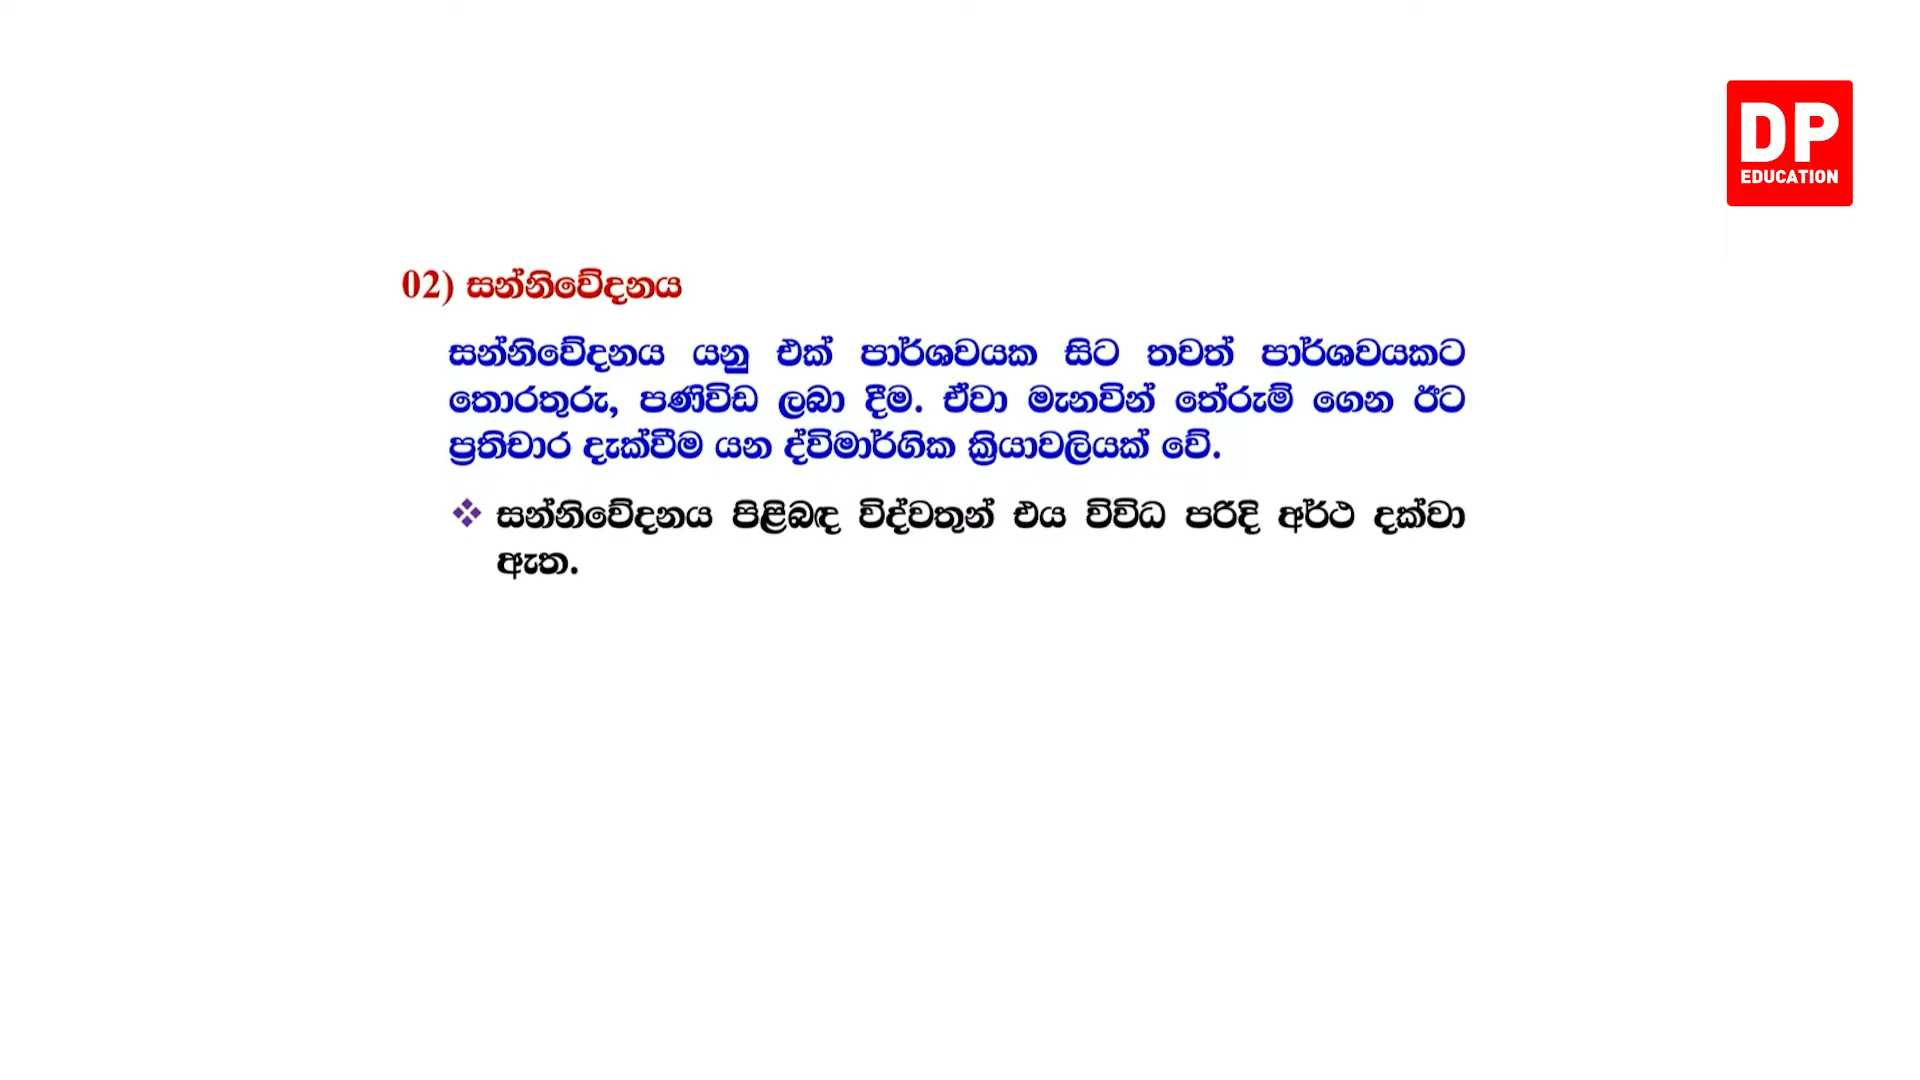 DP
EDUCATION
02) සන්නිවේදනය
සන්නිවේදනය යනු එක් පාර්ශවයක සිට තවත් පාර්ශවයකට
තොරතුරු, පණිවිඩ ලබා දීම. ඒවා මැනවින් තේරුම් ගෙන ඊට
ප්‍රතිචාර දැක්වීම යන ද්විමාර්ගික ක්‍රියාවලියක් වේ.
❖ සන්නිවේදනය පිළිබඳ විද්වතුන් එය විවිධ පරිදි අර්ථ දක්වා
ඇත.